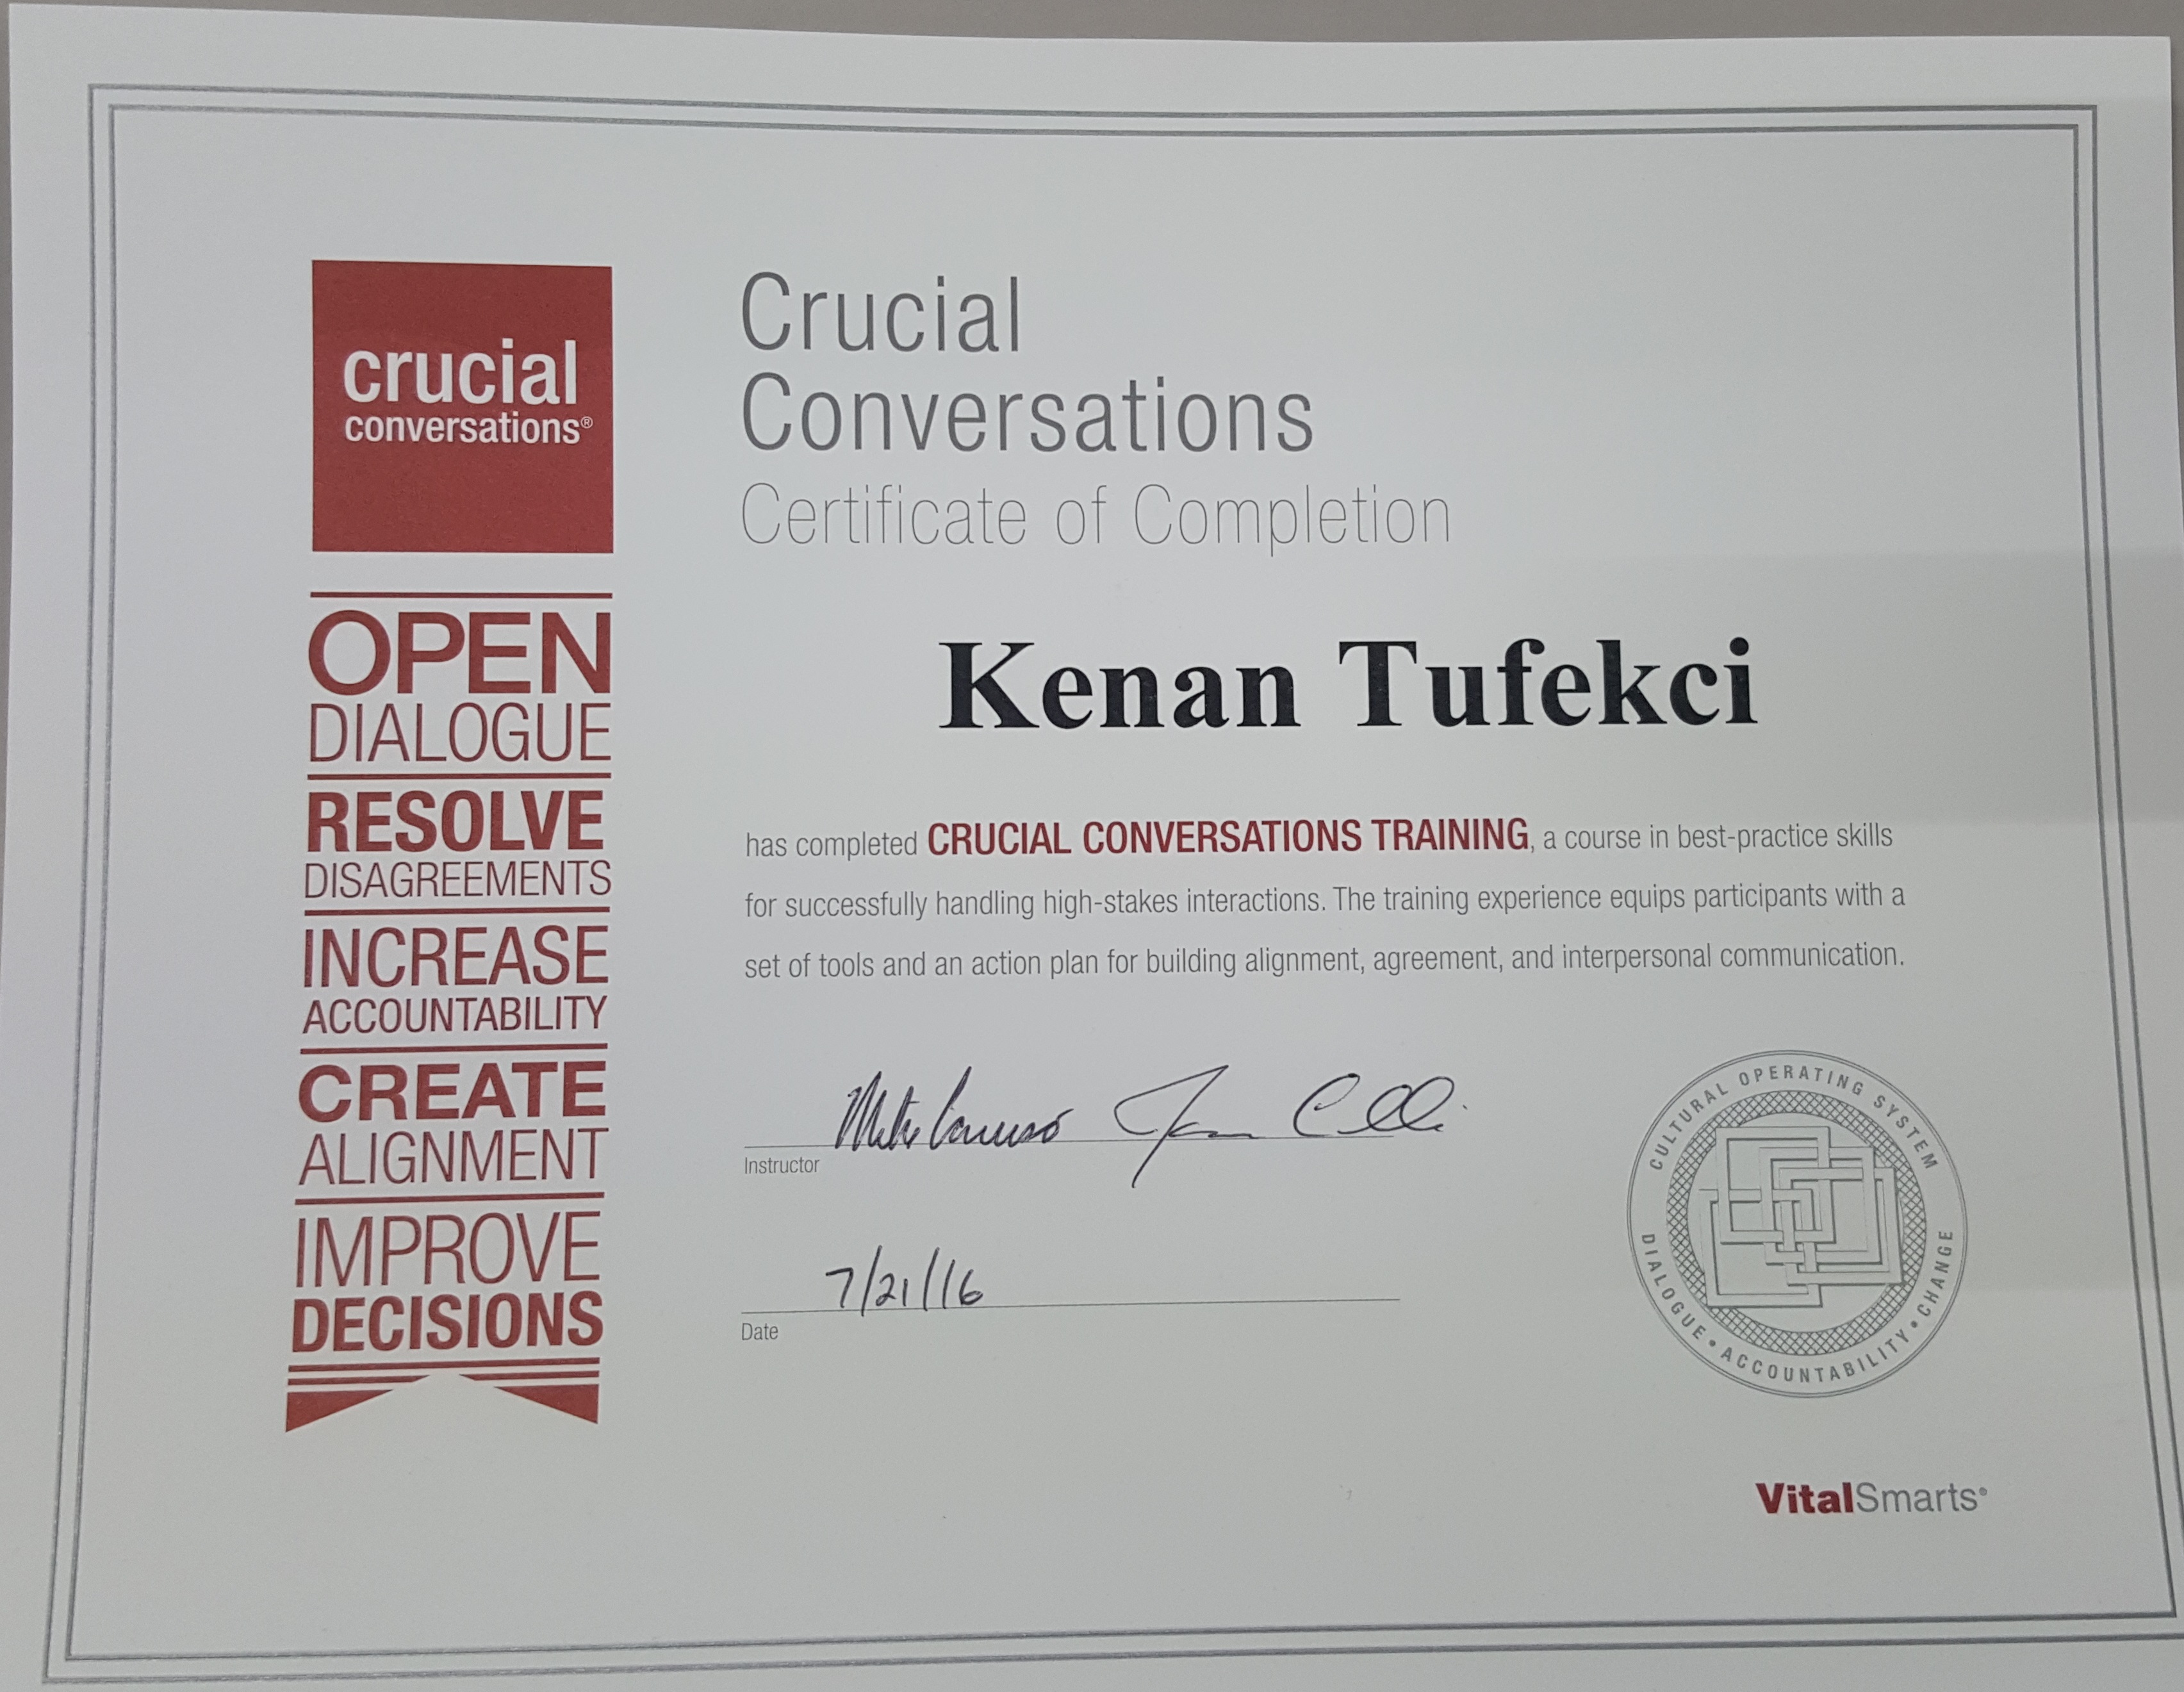 crucial
conversations®
OPEN
DIALOGUE
RESOLVE
DISAGREEMENTS
INCREASE
ACCOUNTABILITY
CREATE
ALIGNMENT
IMPROVE
DECISIONS
Crucial
Conversations
Certificate of Completion
Kenan Tufekci
has completed CRUCIAL CONVERSATIONS TRAINING, a course in best-practice skills
for successfully handling high-stakes interactions. The training experience equips participants with a
set of tools and an action plan for building alignment, agreement, and interpersonal communication.
Instructor
7/21/16
Date
CULTURAL OPERATING SYSTEM
DIALOGUE • ACCOUNTABILITY • CHANGE
VitalSmarts®